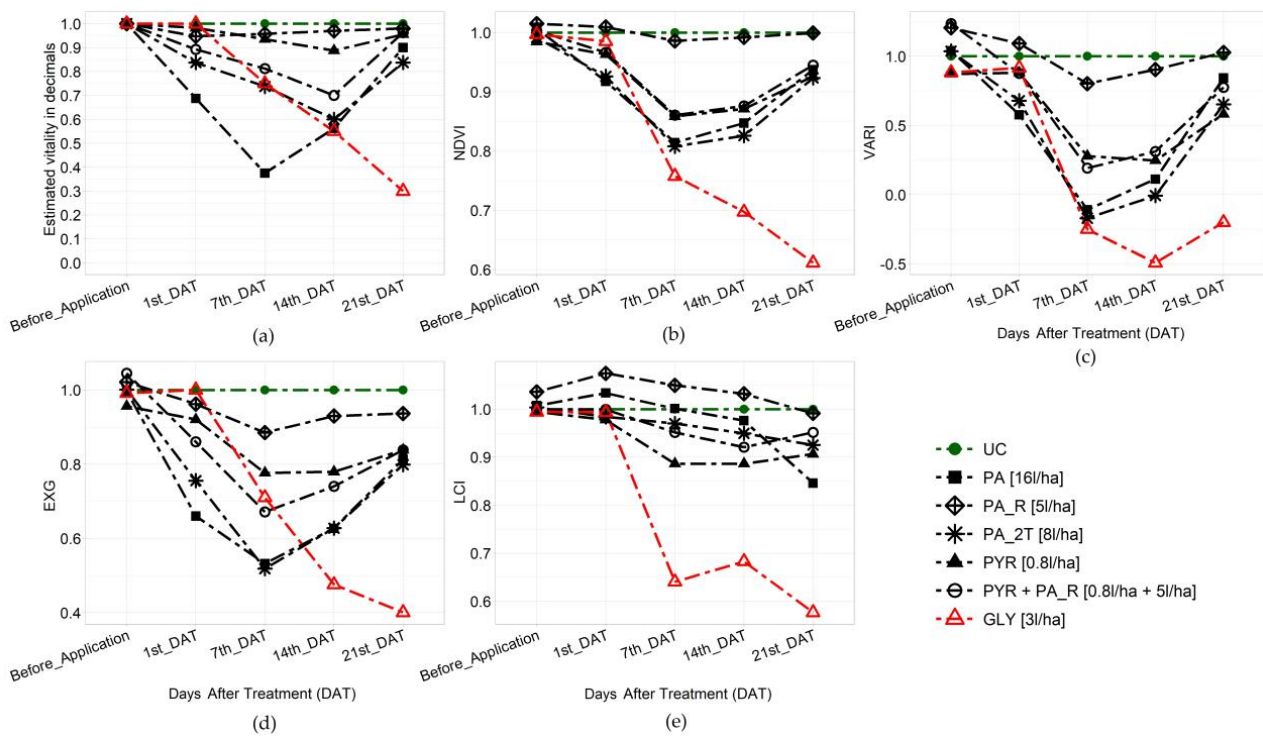 Estimated vitality in decimals
1.0
0.9
0.8
0.7
0.6
0.5
0.4
0.3
0.2
0.1
0.0
Before_Application
1st_DAT
7th_DAT
14th_DAT
21st_DAT
(a)
NDVI
1.0
0.9
0.8
0.7
0.6
Before_Application
1st_DAT
7th_DAT
14th_DAT
21st_DAT
(b)
VARI
1.0
0.5
0.0
-0.5
Before_Application
1st_DAT
7th_DAT
14th_DAT
21st_DAT
Days After Treatment (DAT)
(c)
EXG
1.0
0.8
0.6
0.4
Before_Application
1st_DAT
7th_DAT
14th_DAT
21st_DAT
Days After Treatment (DAT)
(d)
LCI
1.0
0.9
0.8
0.7
0.6
Before_Application
1st_DAT
7th_DAT
14th_DAT
21st_DAT
Days After Treatment (DAT)
(e)
UC
PA [16l/ha]
PA_R [5l/ha]
PA_2T [8l/ha]
PYR [0.8l/ha]
PYR + PA_R [0.8l/ha + 5l/ha]
GLY [3l/ha]